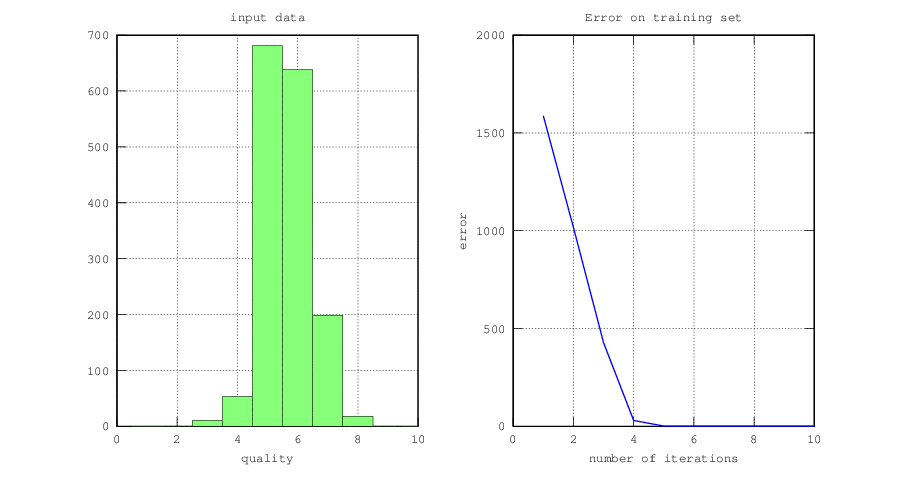 input data
700
600
500
400
300
200
100
0
0 2 4 6 8 10
quality
Error on training set
2000
1500
1000
500
0
error
0 2 4 6 8 10
number of iterations